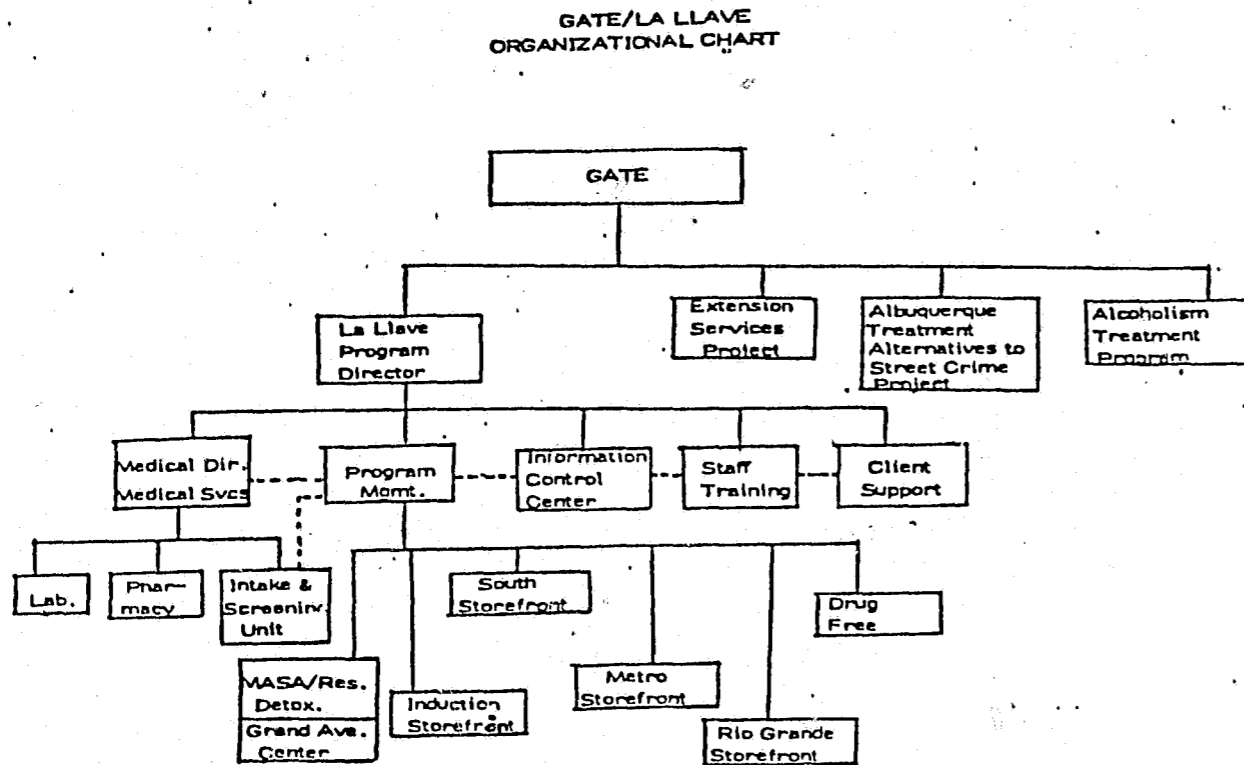 GATE/LA LLAVE
ORGANIZATIONAL CHART
GATE
La Llave
Program
Director
Extension
Services
Project
Albuquerque
Treatment
Alternatives to
Street Crime
Project
Alcoholism
Treatment
Program
Medical Dir.
Medical Svcs
Program
Mgmt.
Information
Control
Center
Staff
Training
Client
Support
Lab.
Phar-
macy
Intake &
Screening
Unit
South
Storefront
Drug
Free
MASA/Res.
Detox.
Grand Ave.
Center
Induction
Storefront
Metro
Storefront
Rio Grande
Storefront